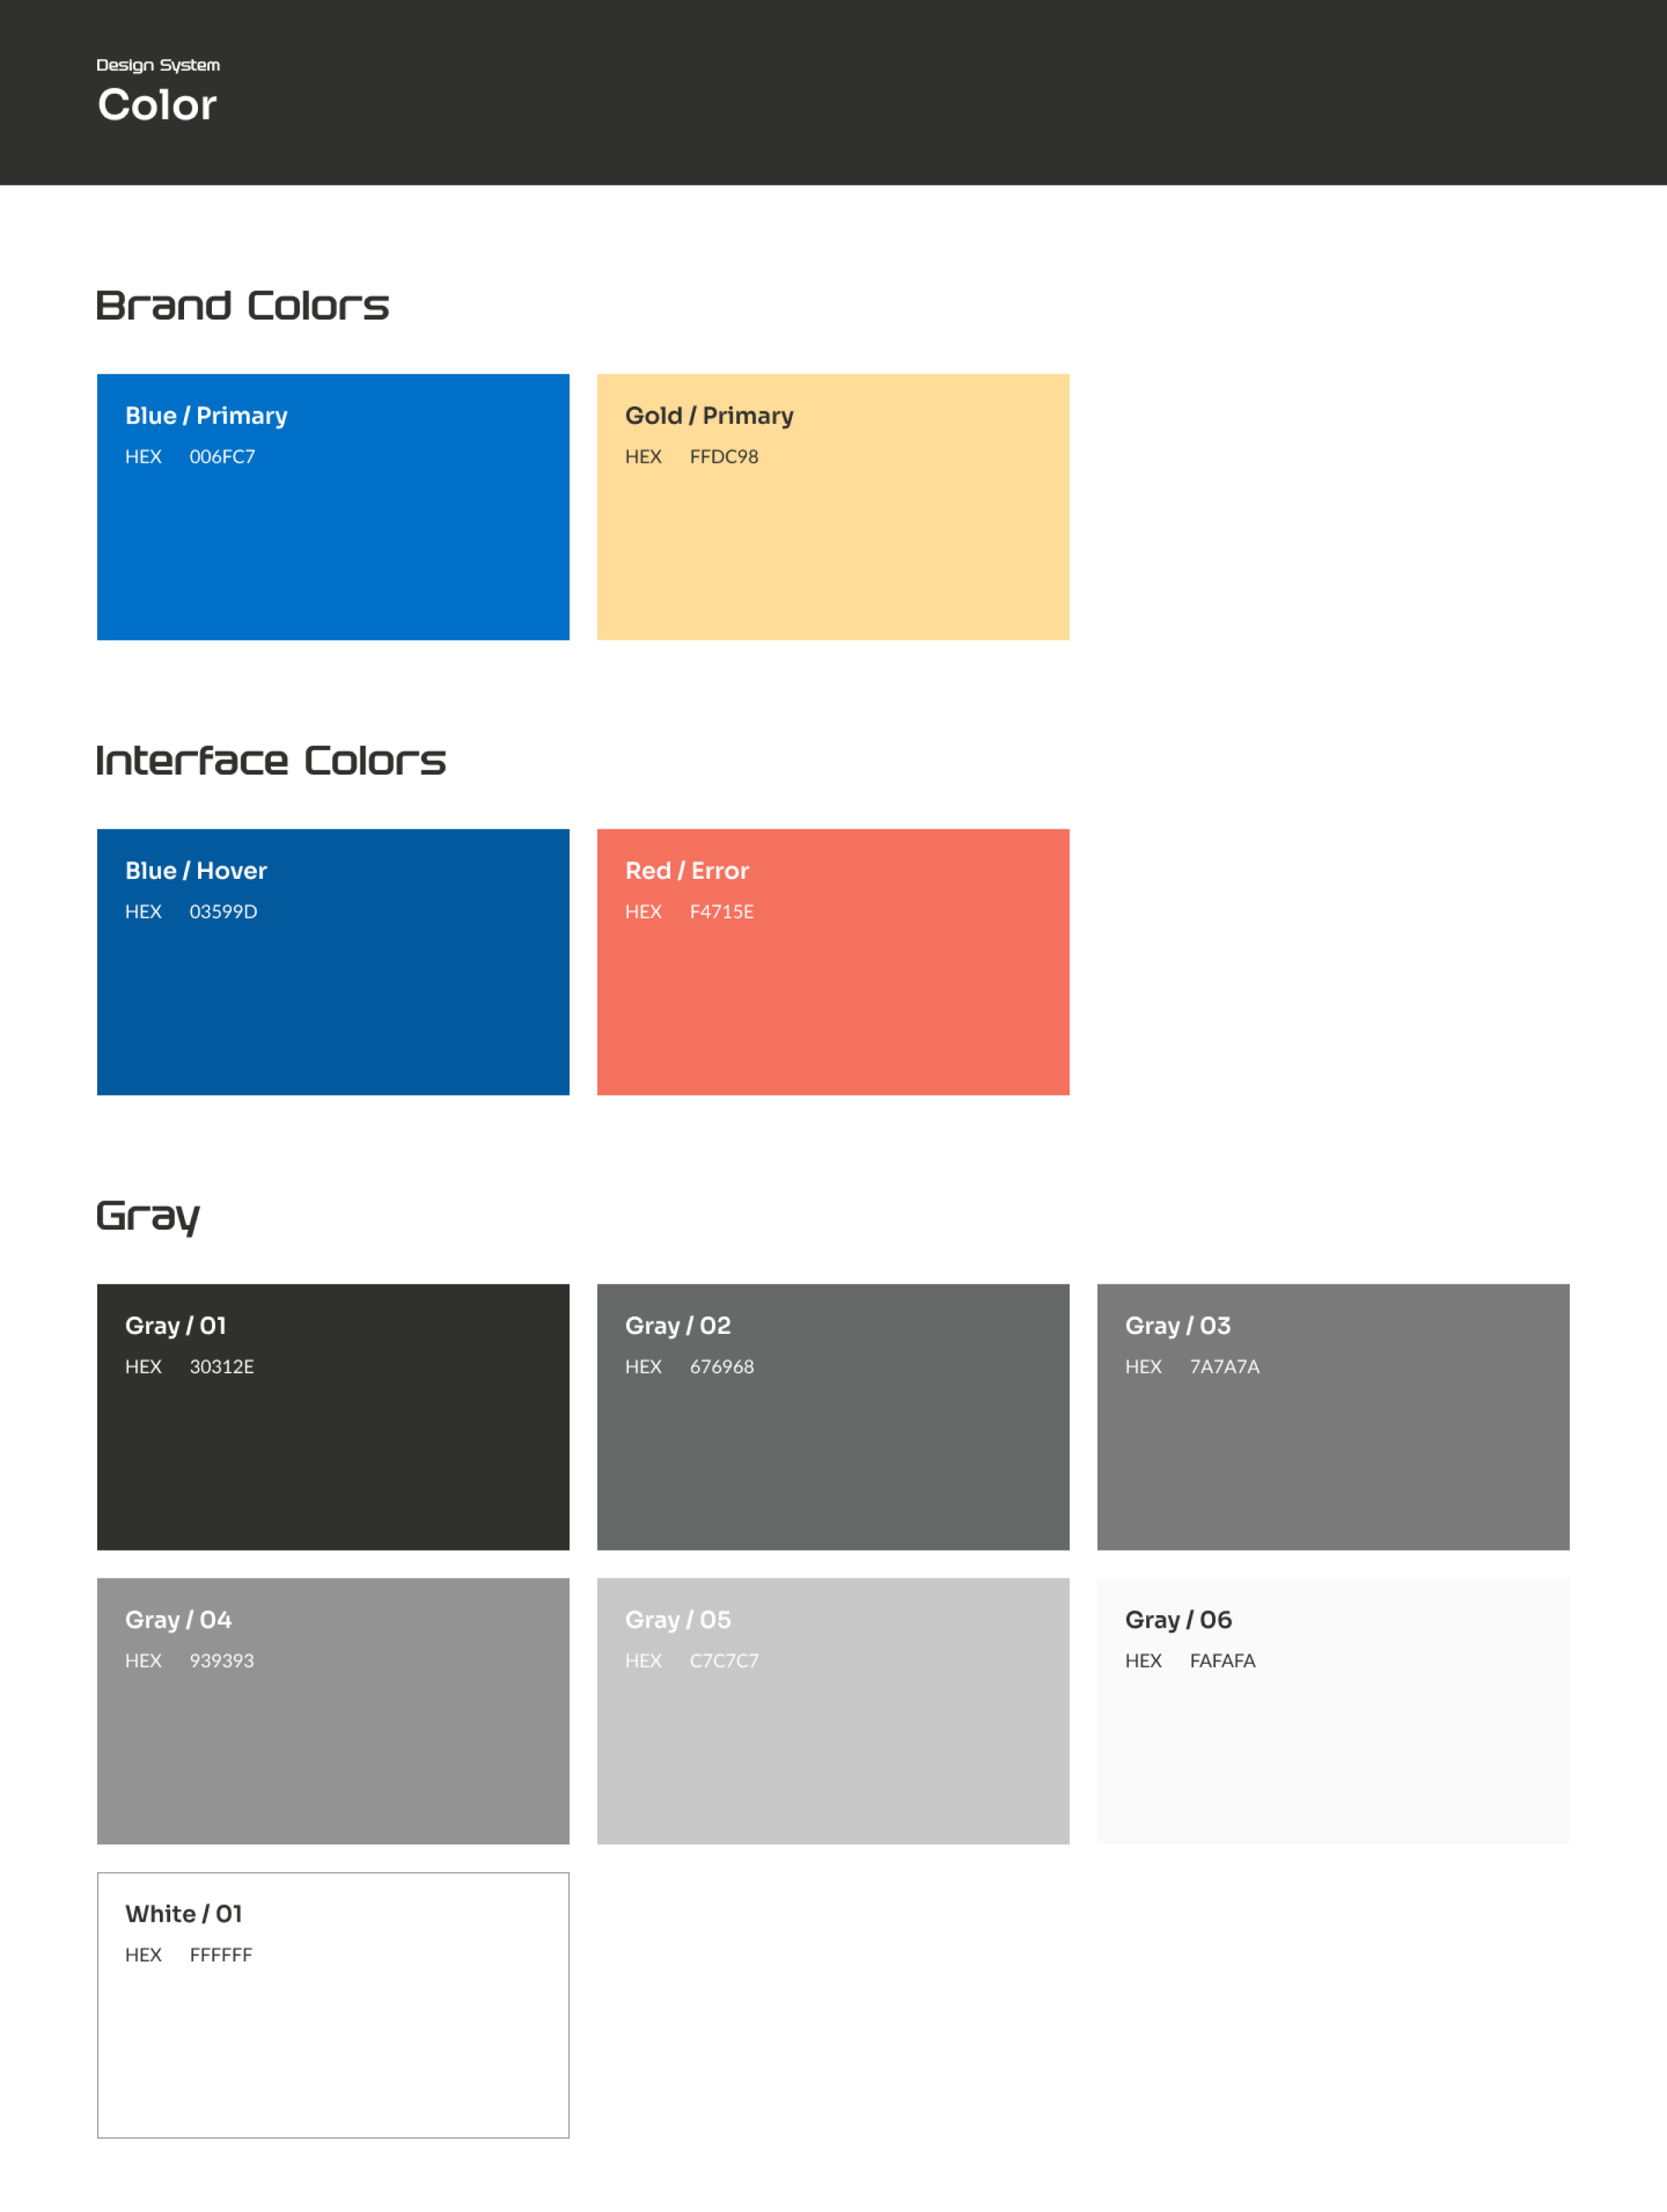 Design System
Color
Brand Colors
Blue / Primary
HEX 006FC7
Gold / Primary
HEX FFDC98
Interface Colors
Blue / Hover
HEX 03599D
Red / Error
HEX F4715E
Gray
Gray / 01
HEX 30312E
Gray / 02
HEX 676968
Gray / 03
HEX 7A7A7A
Gray / 04
HEX 939393
Gray / 05
HEX C7C7C7
Gray / 06
HEX FAFAFA
White / 01
HEX FFFFFF